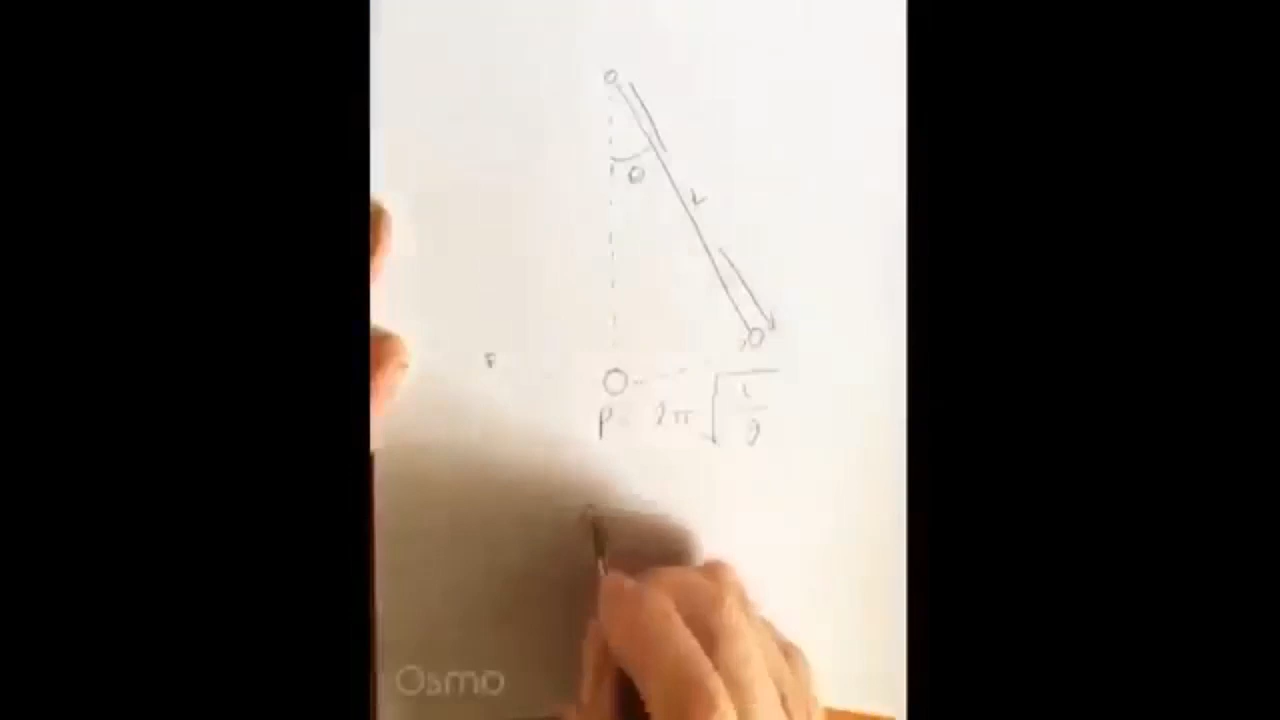 θ
L
P = 2π √(L/g)
Osmo